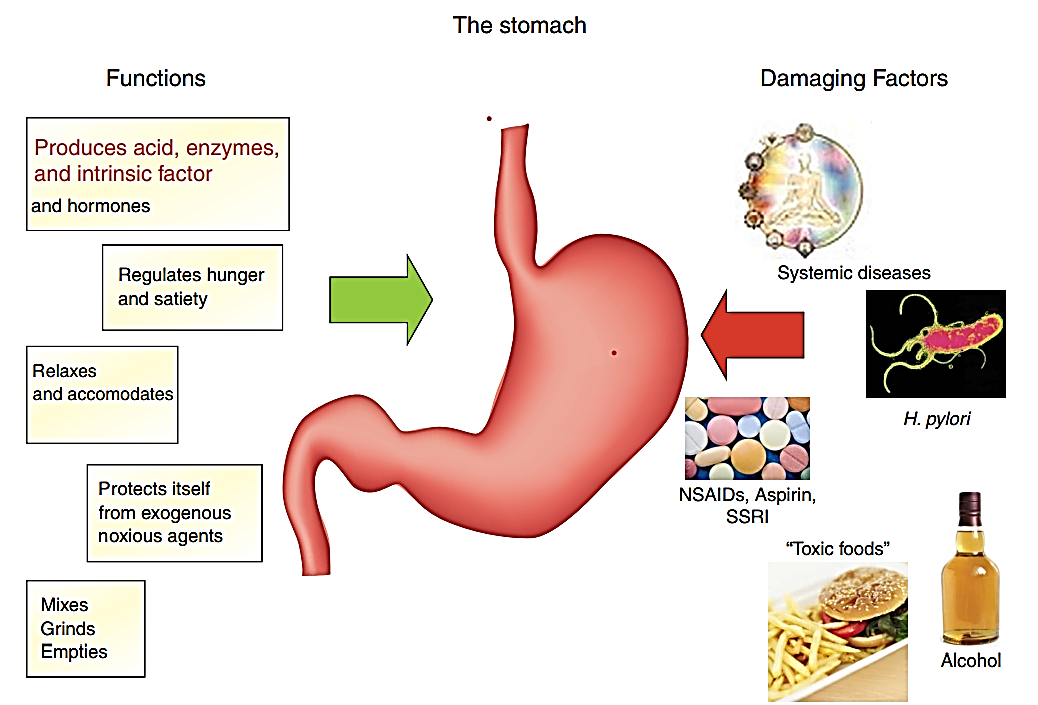 The stomach
Functions
Produces acid, enzymes,
and intrinsic factor
and hormones
Regulates hunger
and satiety
Relaxes
and accomodates
Protects itself
from exogenous
noxious agents
Mixes
Grinds
Empties
Damaging Factors
Systemic diseases
H. pylori
NSAIDs, Aspirin,
SSRI
“Toxic foods”
Alcohol